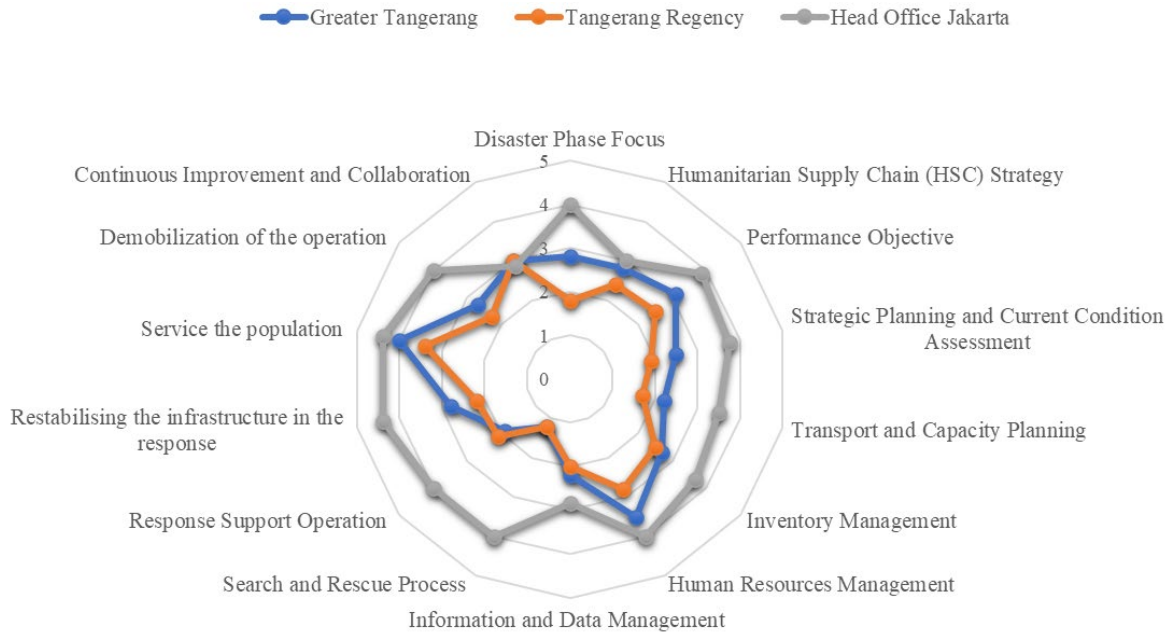 Greater Tangerang
Tangerang Regency
Head Office Jakarta
Disaster Phase Focus
5
Continuous Improvement and Collaboration
Humanitarian Supply Chain (HSC) Strategy
4
Demobilization of the operation
Performance Objective
3
2
Service the population
Strategic Planning and Current Condition
Assessment
1
0
Restabilising the infrastructure in the
response
Transport and Capacity Planning
Response Support Operation
Inventory Management
Search and Rescue Process
Human Resources Management
Information and Data Management